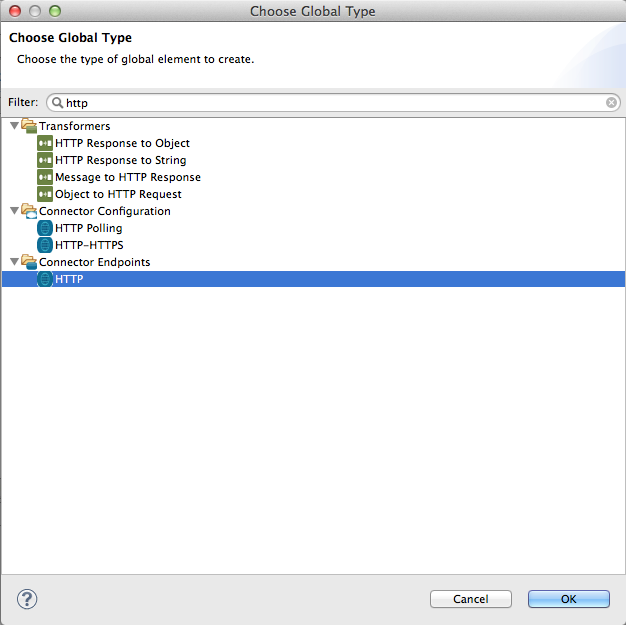 Choose Global Type
Choose Global Type
Choose the type of global element to create.
Filter: http
Transformers
HTTP Response to Object
HTTP Response to String
Message to HTTP Response
Object to HTTP Request
Connector Configuration
HTTP Polling
HTTP-HTTPS
Connector Endpoints
HTTP
? Cancel OK